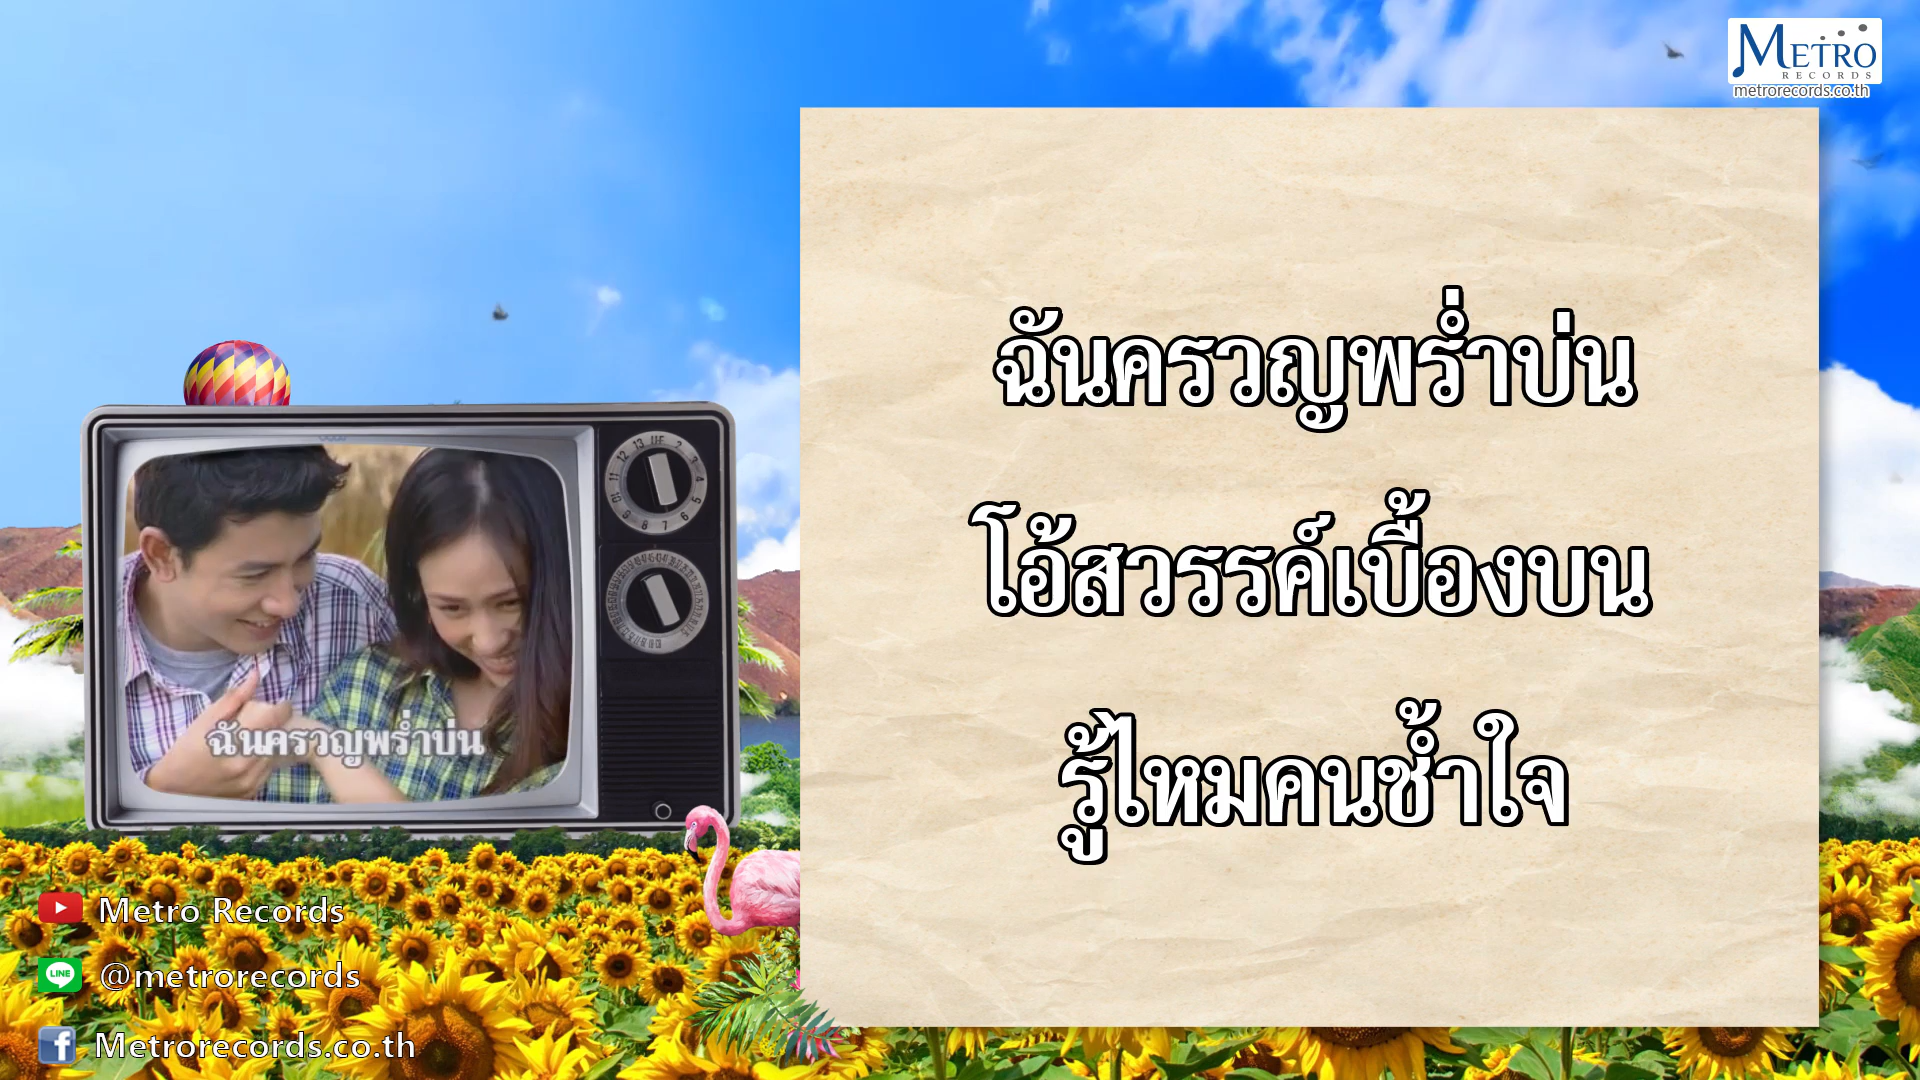 METRO
RECORDS
metrorecords.co.th
ฉันครวญพร่ำบ่น
โอ้สวรรค์เบื้องบน
รู้ไหมคนช้ำใจ
ฉันครวญพร่ำบ่น
Metro Records
LINE
@metrorecords
f
Metrorecords.co.th